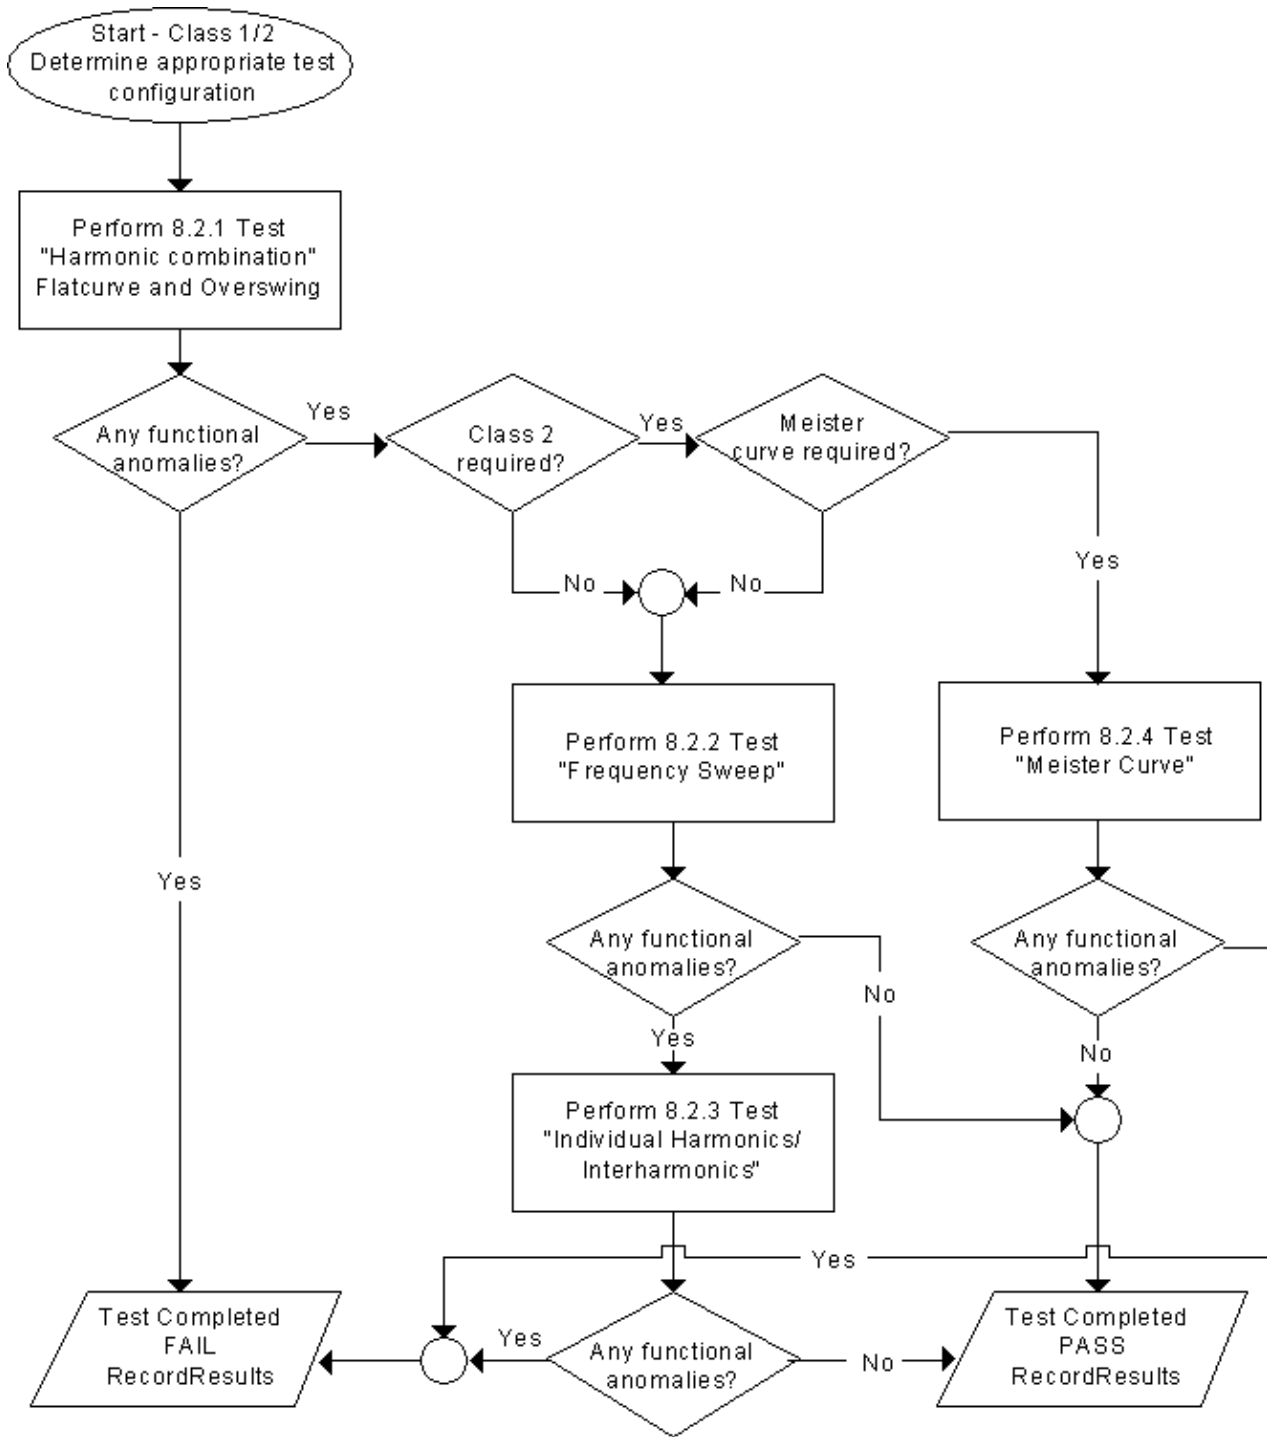 Start - Class 1/2
Determine appropriate test
configuration
Perform 8.2.1 Test
"Harmonic combination"
Flatcurve and Overswing
Any functional
anomalies?
Yes
Class 2
required?
Yes
Meister
curve required?
Yes
No
No
Perform 8.2.2 Test
"Frequency Sweep"
Perform 8.2.4 Test
"Meister Curve"
Yes
Any functional
anomalies?
No
Any functional
anomalies?
Yes
No
Perform 8.2.3 Test
"Individual Harmonics/
Interharmonics"
Yes
Test Completed
FAIL
RecordResults
Yes
Any functional
anomalies?
No
Test Completed
PASS
RecordResults